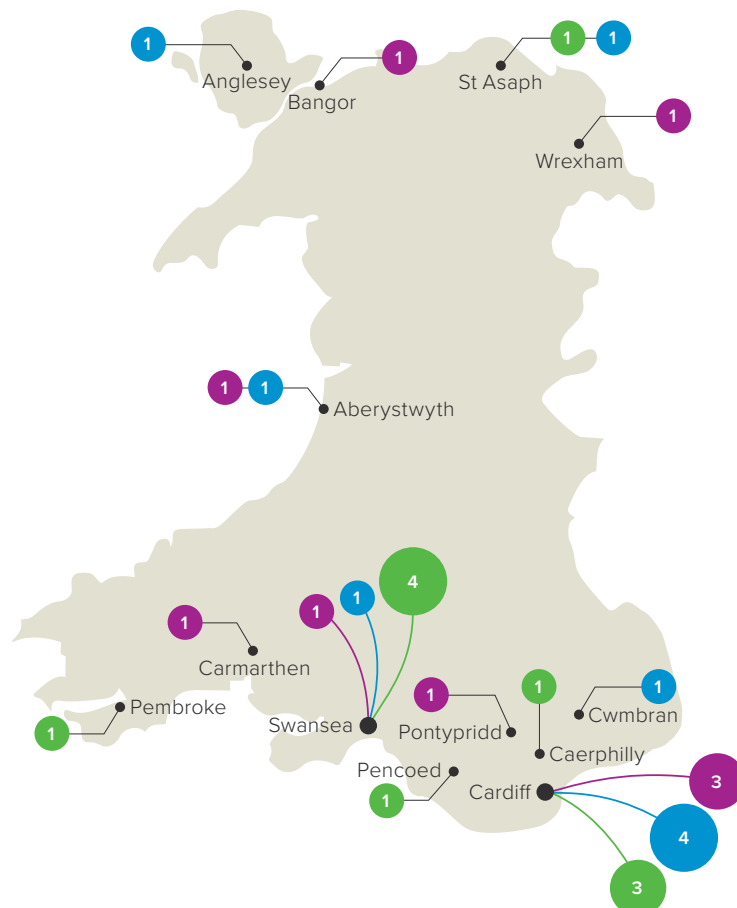 1
1
1
1
Anglesey
St Asaph
Bangor
1
Wrexham
1
1
Aberystwyth
4
1
1
1
Carmarthen
1
1
1
Pembroke
Cwmbran
Swansea
Pontypridd
1
Caerphilly
Pencoed
3
Cardiff
1
4
3